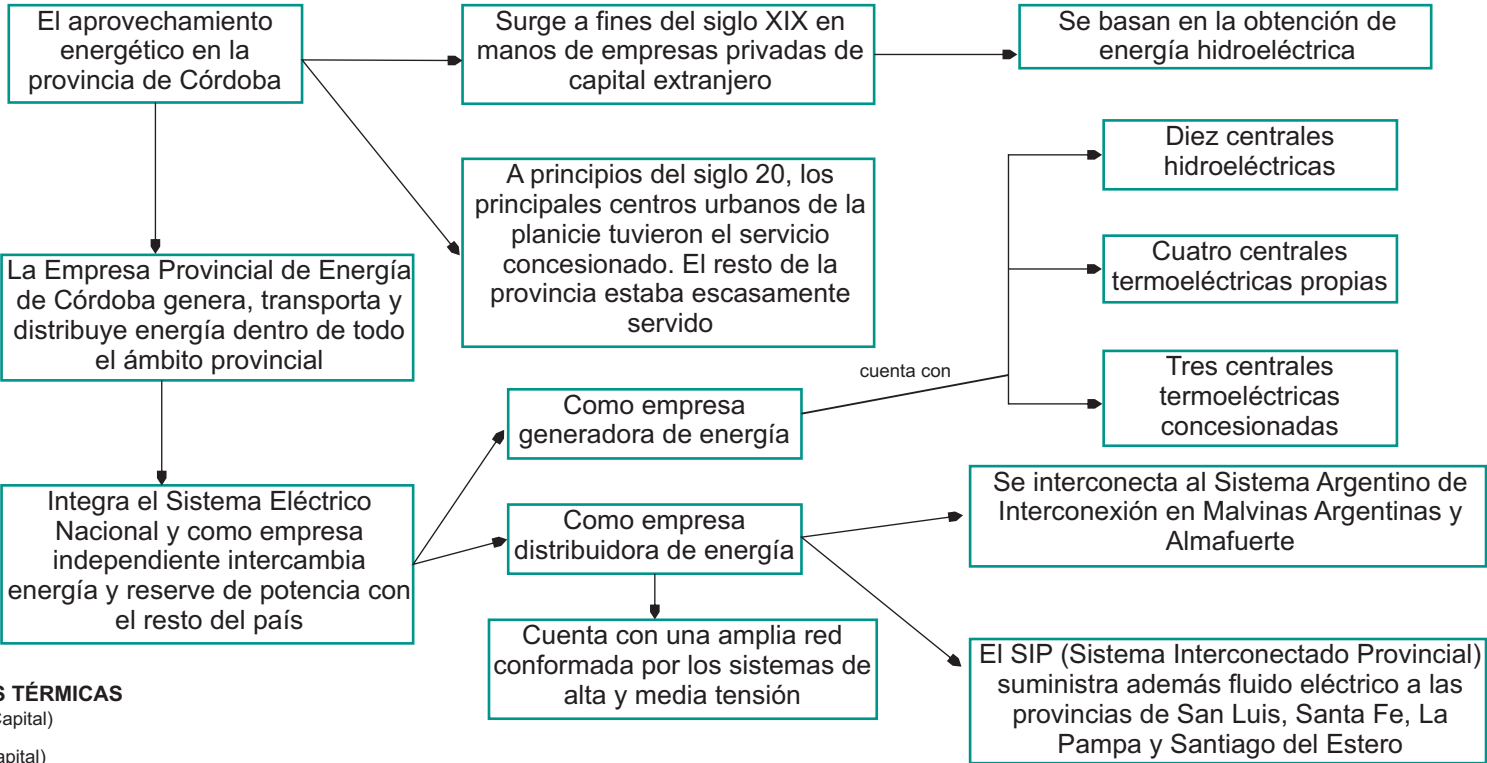 El aprovechamiento
energético en la
provincia de Córdoba
Surge a fines del siglo XIX en
manos de empresas privadas de
capital extranjero
Se basan en la obtención de
energía hidroeléctrica
A principios del siglo 20, los
principales centros urbanos de la
planicie tuvieron el servicio
concesionado. El resto de la
provincia estaba escasamente
servido
Diez centrales
hidroeléctricas
Cuatro centrales
termoeléctricas propias
Tres centrales
termoeléctricas
concesionadas
La Empresa Provincial de Energía
de Córdoba genera, transporta y
distribuye energía dentro de todo
el ámbito provincial
cuenta con
Como empresa
generadora de energía
Integra el Sistema Eléctrico
Nacional y como empresa
independiente intercambia
energía y reserve de potencia con
el resto del país
Como empresa
distribuidora de energía
Se interconecta al Sistema Argentino de
Interconexión en Malvinas Argentinas y
Almafuerte
Cuenta con una amplia red
conformada por los sistemas de
alta y media tensión
El SIP (Sistema Interconectado Provincial)
suministra además fluido eléctrico a las
provincias de San Luis, Santa Fe, La
Pampa y Santiago del Estero
S TÉRMICAS
Capital)
apital)